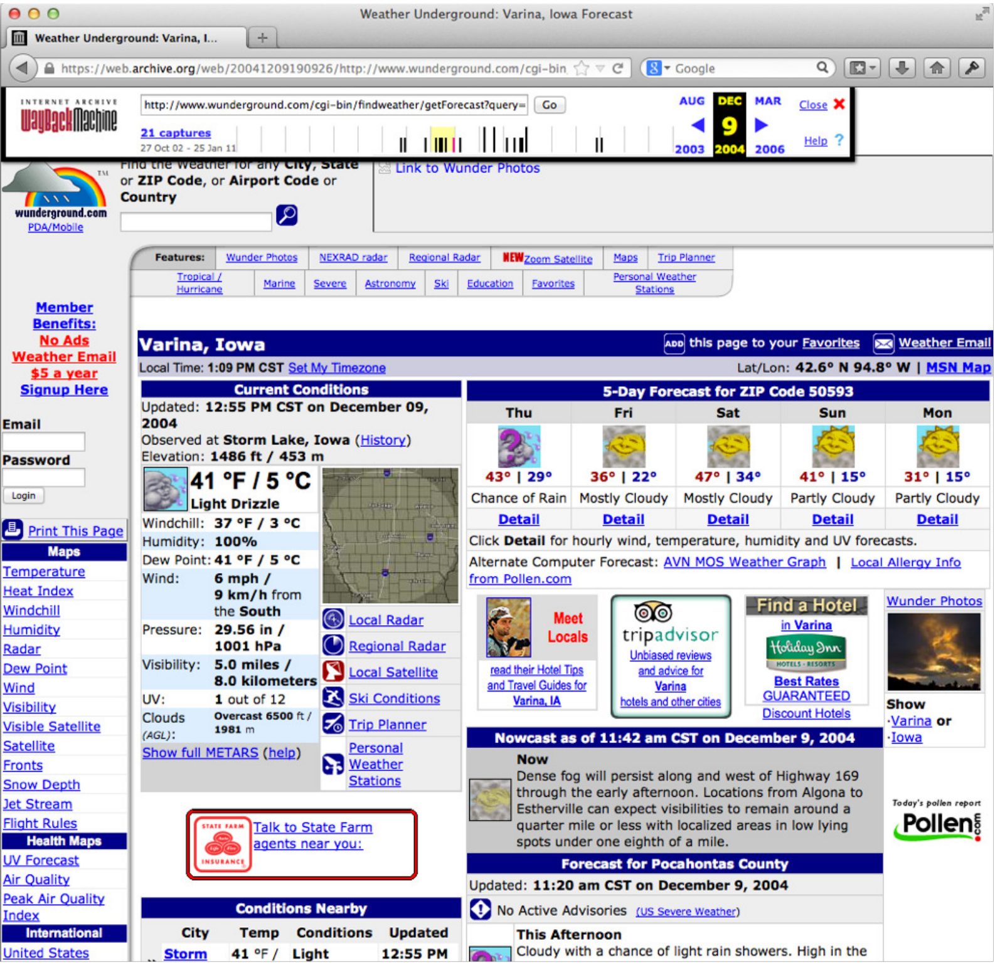 Weather Underground: Varina, Iowa Forecast
Weather Underground: Varina, I...
https://web.archive.org/web/20041209190926/http://www.wunderground.com/cgi-bin
Google
INTERNET ARCHIVE
WayBackMachine
http://www.wunderground.com/cgi-bin/findweather/getForecast?query=
Go
21 captures
27 Oct 02 - 25 Jan 11
AUG DEC MAR
9
2003 2004 2006
Close
Help ?
Find the Weather for any City, State
or ZIP Code, or Airport Code or
Country
TM
wunderground.com
PDA/Mobile
Link to Wunder Photos
Features: Wunder Photos NEXRAD radar Regional Radar NEW Zoom Satellite Maps Trip Planner
Tropical / Hurricane Marine Severe Astronomy Ski Education Favorites Personal Weather Stations
Member
Benefits:
No Ads
Weather Email
$5 a year
Signup Here
Email
Password
Login
Print This Page
Maps
Temperature
Heat Index
Windchill
Humidity
Radar
Dew Point
Wind
Visibility
Visible Satellite
Satellite
Fronts
Snow Depth
Jet Stream
Flight Rules
Health Maps
UV Forecast
Air Quality
Peak Air Quality
Index
International
United States
Varina, Iowa
ADD this page to your Favorites Weather Email
Local Time: 1:09 PM CST Set My Timezone
Lat/Lon: 42.6° N 94.8° W | MSN Map
Current Conditions
Updated: 12:55 PM CST on December 09,
2004
Observed at Storm Lake, Iowa (History)
Elevation: 1486 ft / 453 m
41 °F / 5 °C
Light Drizzle
Windchill: 37 °F / 3 °C
Humidity: 100%
Dew Point: 41 °F / 5 °C
Wind: 6 mph /
9 km/h from
the South
Pressure: 29.56 in /
1001 hPa
Visibility: 5.0 miles /
8.0 kilometers
UV: 1 out of 12
Clouds Overcast 6500 ft /
(AGL): 1981 m
Show full METARS (help)
Local Radar
Regional Radar
Local Satellite
Ski Conditions
Trip Planner
Personal
Weather
Stations
STATE FARM
INSURANCE
Talk to State Farm
agents near you:
Conditions Nearby
City Temp Conditions Updated
Storm 41 °F / Light 12:55 PM
5-Day Forecast for ZIP Code 50593
Thu Fri Sat Sun Mon
43° | 29° 36° | 22° 47° | 34° 41° | 15° 31° | 15°
Chance of Rain Mostly Cloudy Mostly Cloudy Partly Cloudy Partly Cloudy
Detail Detail Detail Detail Detail
Click Detail for hourly wind, temperature, humidity and UV forecasts.
Alternate Computer Forecast: AVN MOS Weather Graph | Local Allergy Info
from Pollen.com
Meet
Locals
read their Hotel Tips
and Travel Guides for
Varina, IA
tripadvisor
Unbiased reviews
and advice for
Varina
hotels and other cities
Find a Hotel
in Varina
Holiday Inn
HOTELS • RESORTS
Best Rates
GUARANTEED
Discount Hotels
Wunder Photos
Show
·Varina or
·Iowa
Nowcast as of 11:42 am CST on December 9, 2004
Now
Dense fog will persist along and west of Highway 169
through the early afternoon. Locations from Algona to
Estherville can expect visibilities to remain around a
quarter mile or less with localized areas in low lying
spots under one eighth of a mile.
Today's pollen report
Pollen.com
Forecast for Pocahontas County
Updated: 11:20 am CST on December 9, 2004
No Active Advisories (US Severe Weather)
This Afternoon
Cloudy with a chance of light rain showers. High in the